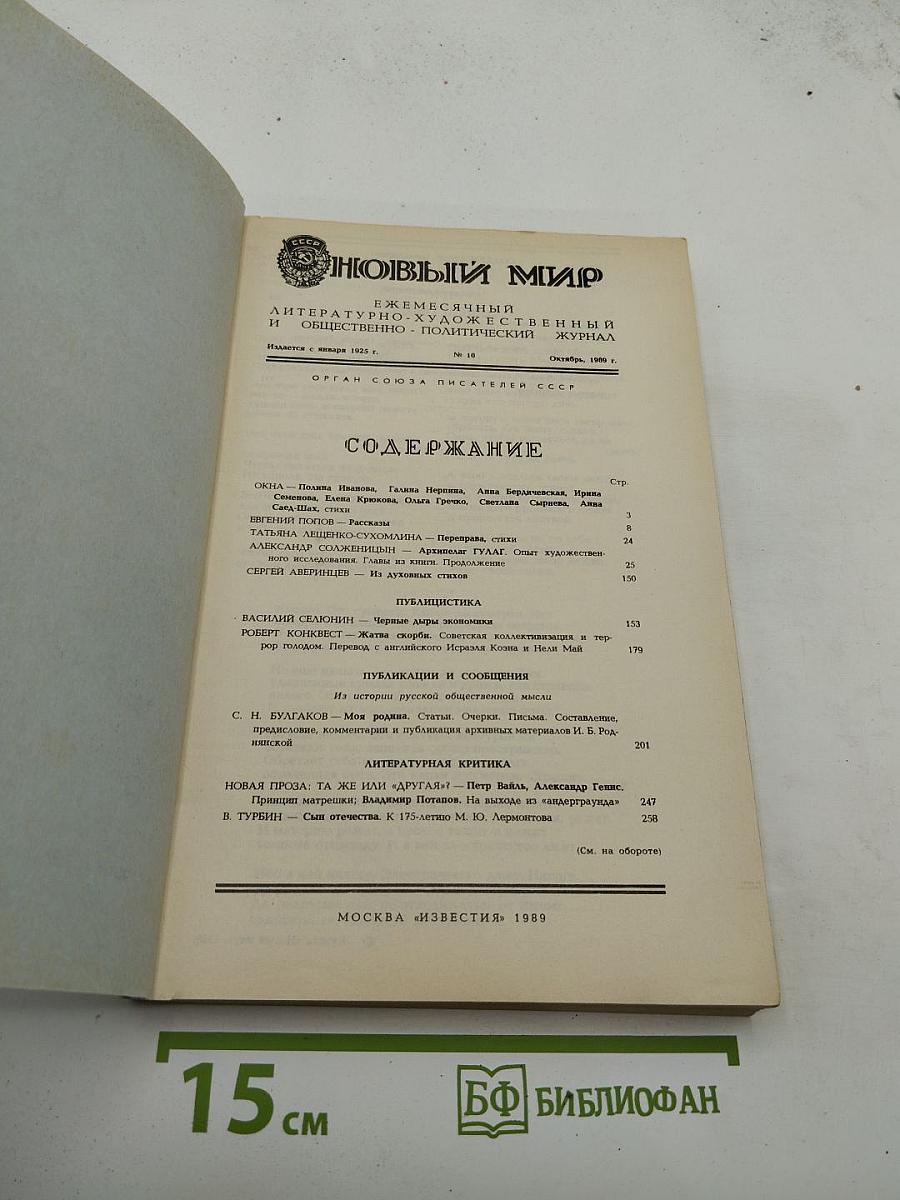 СССР
НОВЫЙ МИР
ЕЖЕМЕСЯЧНЫЙ
ЛИТЕРАТУРНО-ХУДОЖЕСТВЕННЫЙ
И ОБЩЕСТВЕННО-ПОЛИТИЧЕСКИЙ ЖУРНАЛ
Издается с января 1925 г. № 10 Октябрь, 1989 г.
ОРГАН СОЮЗА ПИСАТЕЛЕЙ СССР
СОДЕРЖАНИЕ
Стр.
ОКНА — Полина Иванова, Галина Нерпина, Анна Бердичевская, Ирина
Семенова, Елена Крюкова, Ольга Гречко, Светлана Сырнева, Анна
Саед-Шах, стихи 3
ЕВГЕНИЙ ПОПОВ — Рассказы 8
ТАТЬЯНА ЛЕЩЕНКО-СУХОМЛИНА — Переправа, стихи 24
АЛЕКСАНДР СОЛЖЕНИЦЫН — Архипелаг ГУЛАГ. Опыт художествен-
ного исследования. Главы из книги. Продолжение 25
СЕРГЕЙ АВЕРИНЦЕВ — Из духовных стихов 150
ПУБЛИЦИСТИКА
ВАСИЛИЙ СЕЛЮНИН — Черные дыры экономики 153
РОБЕРТ КОНКВЕСТ — Жатва скорби. Советская коллективизация и тер-
рор голодом. Перевод с английского Исраэля Коэна и Нели Май 179
ПУБЛИКАЦИИ И СООБЩЕНИЯ
Из истории русской общественной мысли
С. Н. БУЛГАКОВ — Моя родина. Статьи. Очерки. Письма. Составление,
предисловие, комментарии и публикация архивных материалов И. Б. Род-
нянской 201
ЛИТЕРАТУРНАЯ КРИТИКА
НОВАЯ ПРОЗА: ТА ЖЕ ИЛИ «ДРУГАЯ»? — Петр Вайль, Александр Генис.
Принцип матрешки; Владимир Потапов. На выходе из «андерграунда» 247
В. ТУРБИН — Сын отечества. К 175-летию М. Ю. Лермонтова 258
(См. на обороте)
МОСКВА «ИЗВЕСТИЯ» 1989
15 см
БФ БИБЛИОФАН